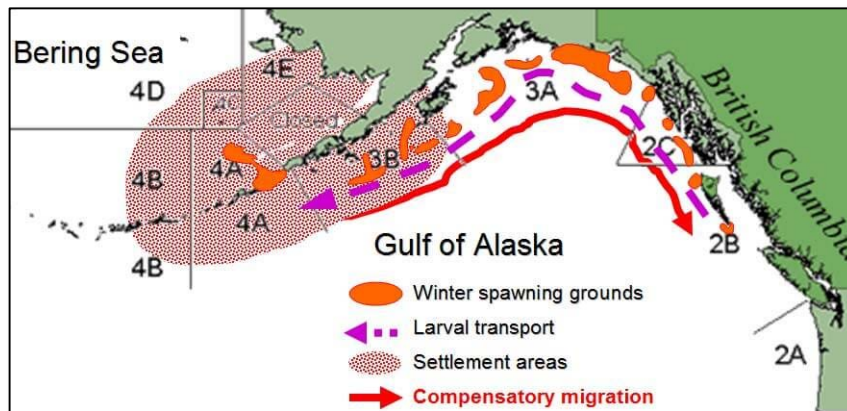 Bering Sea
4D
4E
4C
Closed
3A
British Columbia
2C
3B
4A
4B
4A
4B
2B
Gulf of Alaska
Winter spawning grounds
Larval transport
Settlement areas
Compensatory migration
2A